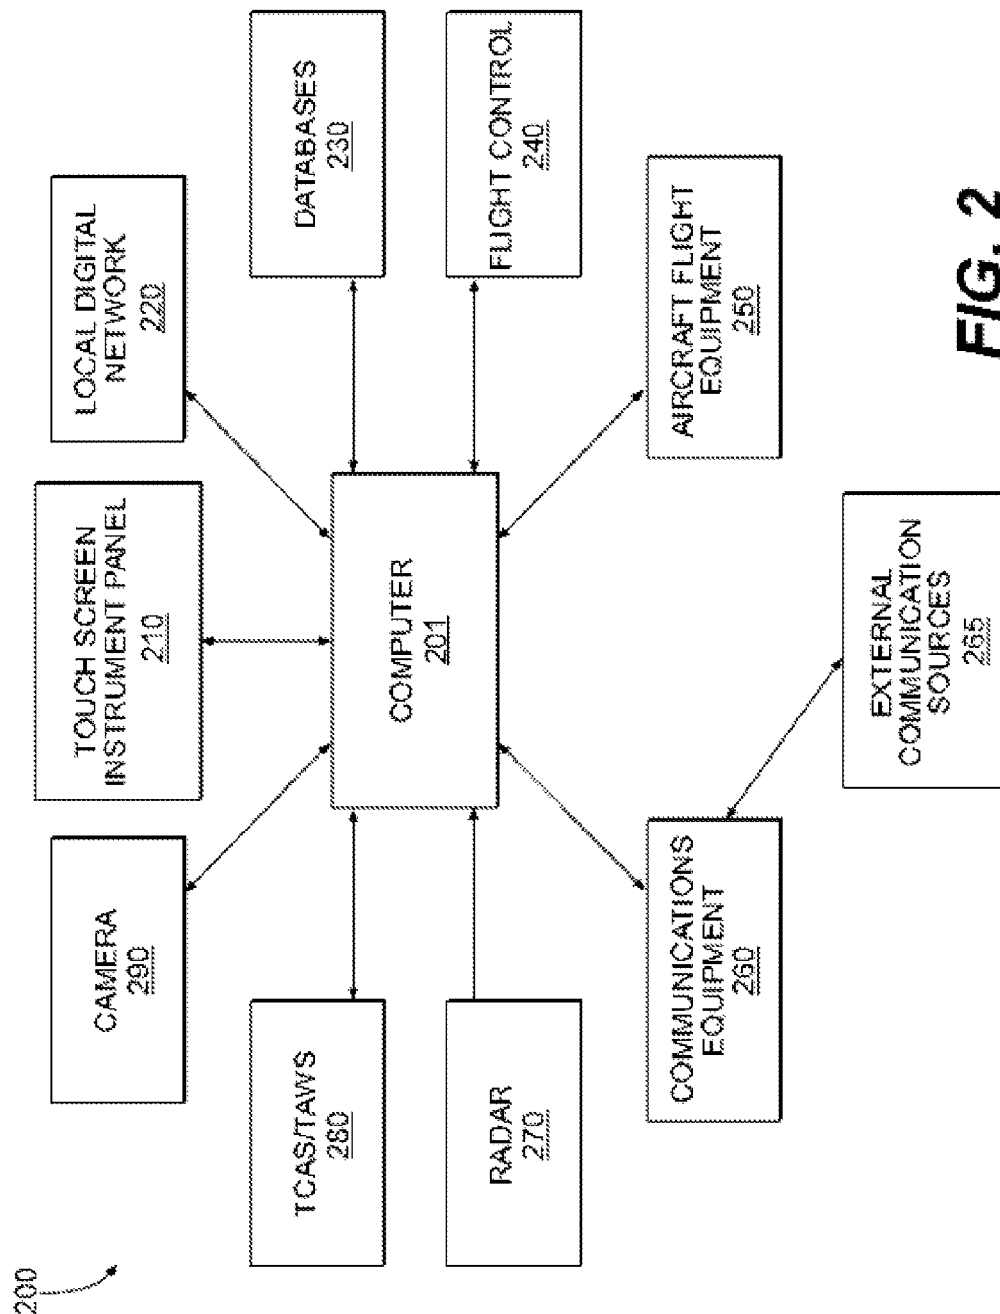 200
CAMERA
290
TOUCH SCREEN
INSTRUMENT PANEL
210
LOCAL DIGITAL
NETWORK
220
TCAS/TAWS
280
DATABASES
230
COMPUTER
201
RADAR
270
FLIGHT CONTROL
240
COMMUNICATIONS
EQUIPMENT
260
AIRCRAFT FLIGHT
EQUIPMENT
250
EXTERNAL
COMMUNICATION
SOURCES
265
FIG. 2